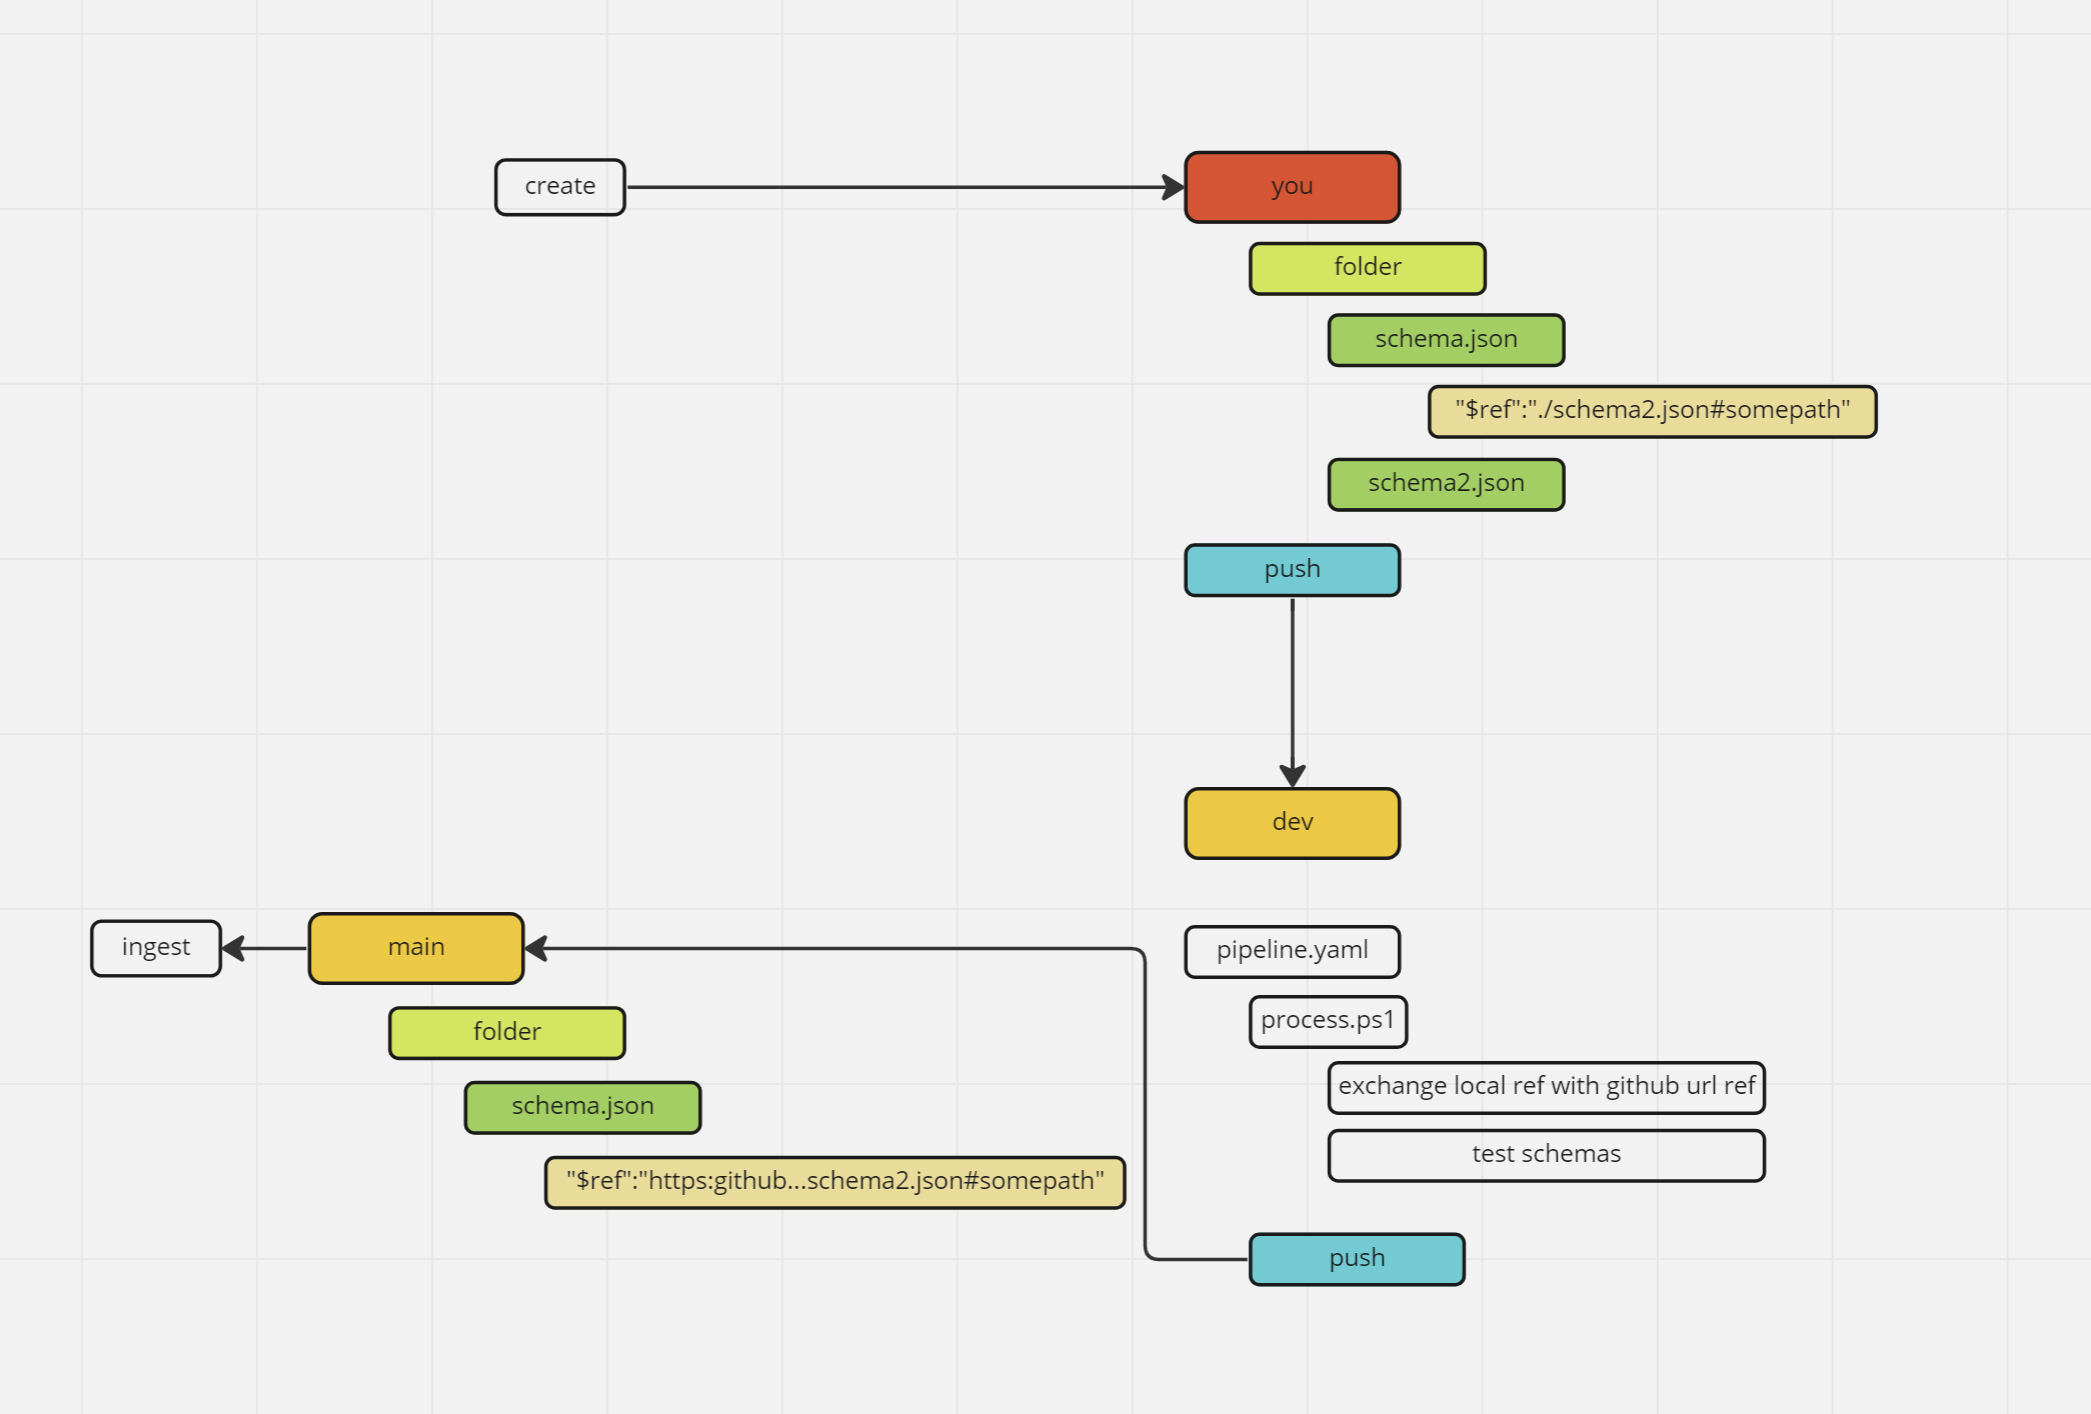 create
you
folder
schema.json
"$ref":"./schema2.json#somepath"
schema2.json
push
dev
ingest
main
folder
schema.json
"$ref":"https:github...schema2.json#somepath"
pipeline.yaml
process.ps1
exchange local ref with github url ref
test schemas
push